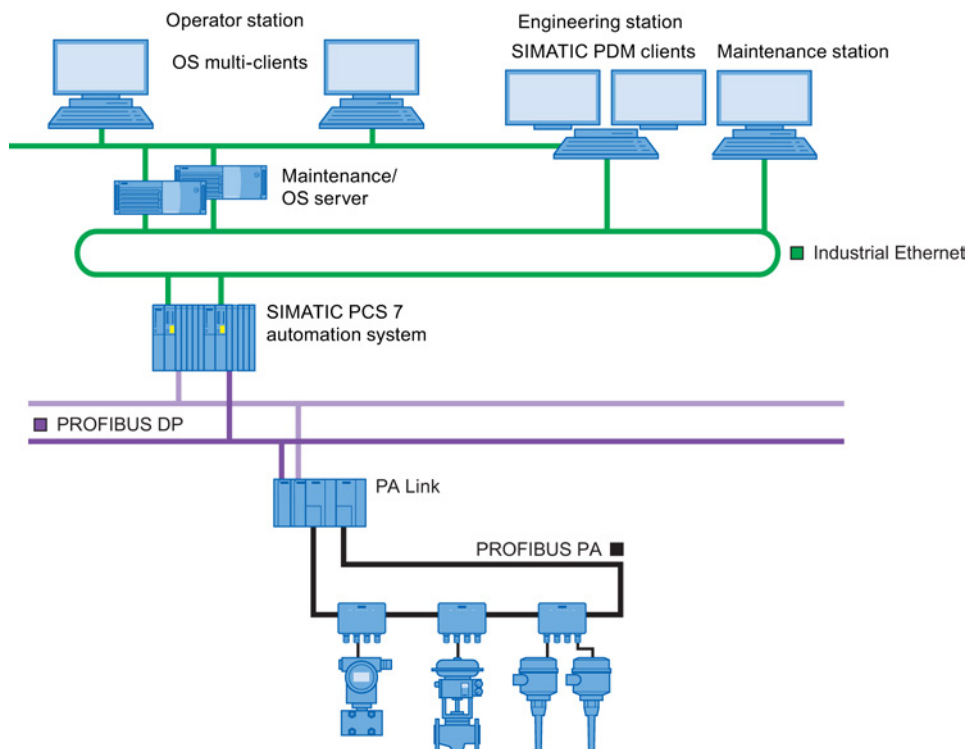 Operator station
OS multi-clients
Engineering station
SIMATIC PDM clients
Maintenance station
Maintenance/
OS server
Industrial Ethernet
SIMATIC PCS 7
automation system
PROFIBUS DP
PA Link
PROFIBUS PA